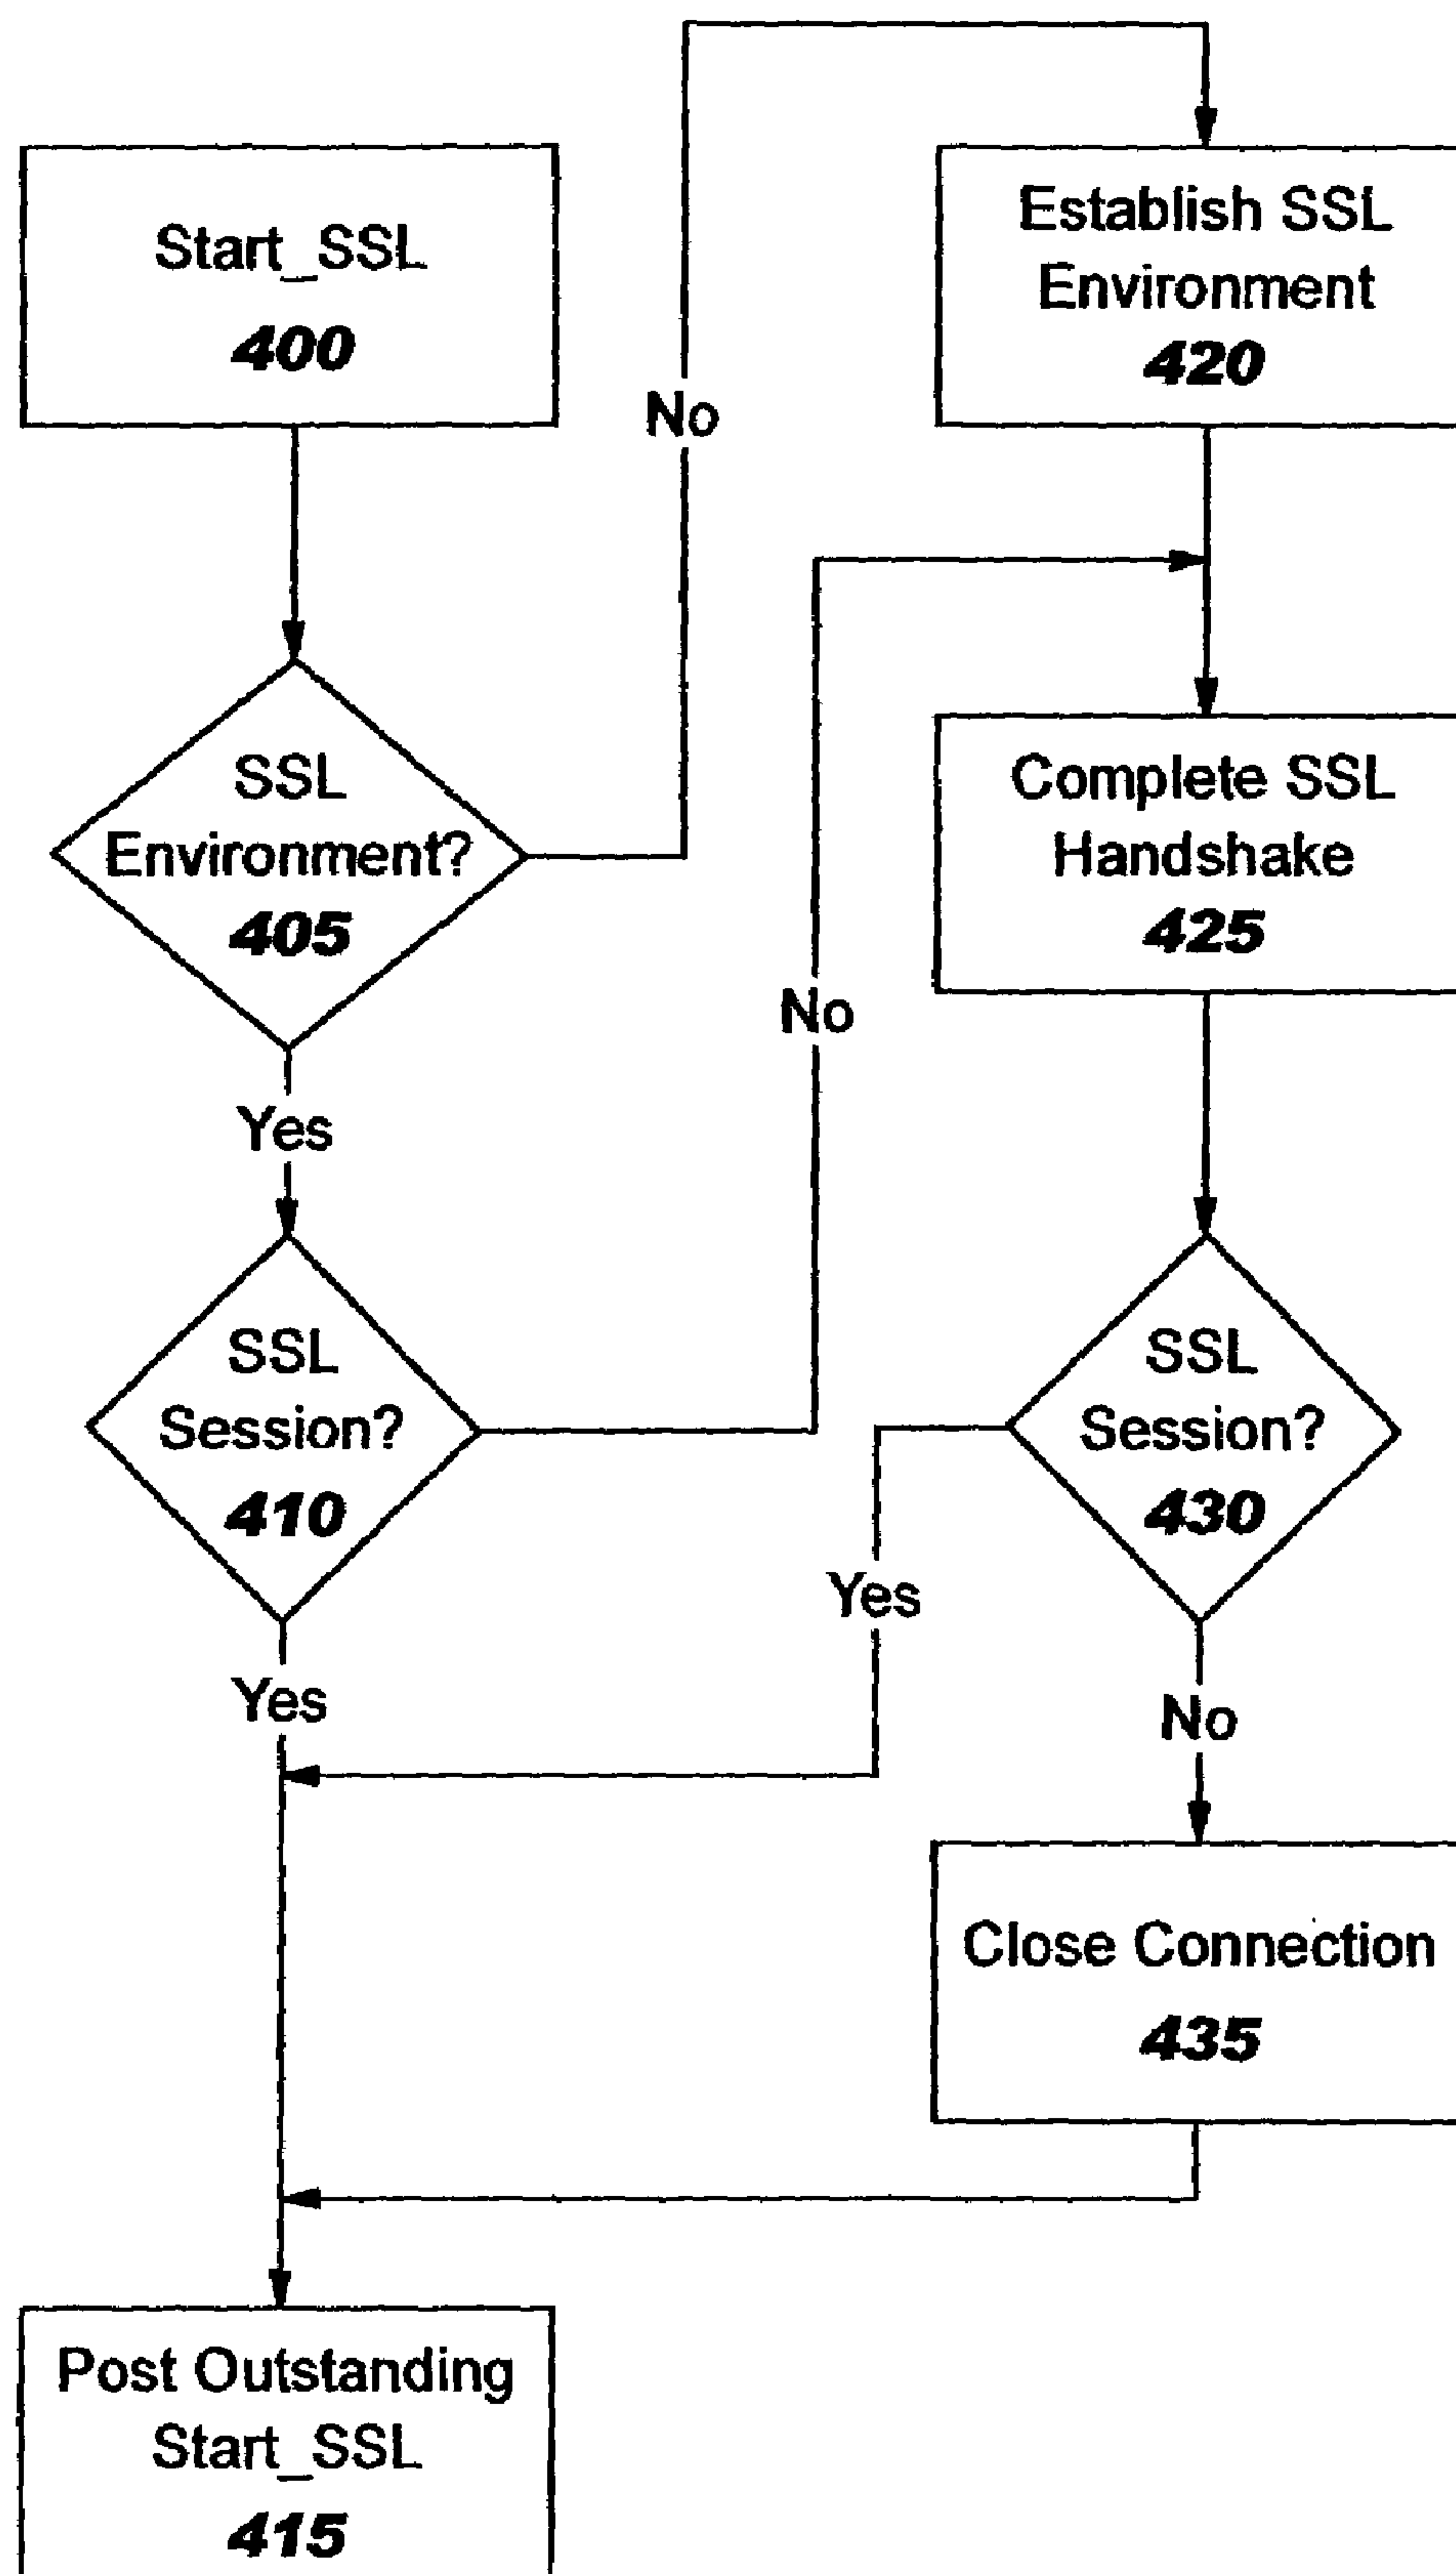 Start_SSL
400
SSL
Environment?
405
Yes
SSL
Session?
410
Yes
Post Outstanding
Start_SSL
415
No
No
Establish SSL
Environment
420
Complete SSL
Handshake
425
SSL
Session?
430
Yes
No
Close Connection
435